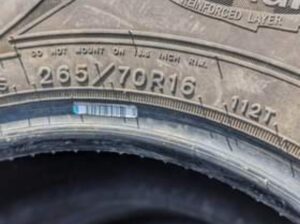 REINFORCED LAYER
DO NOT MOUNT ON 16.5 INCH RIM.
265/70R16 112T